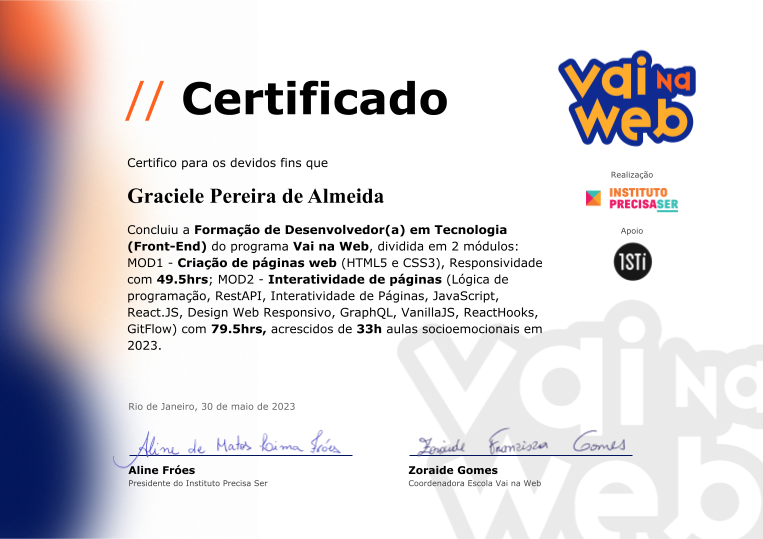 // Certificado
Vai Na
Web
Certifico para os devidos fins que
Realização
Graciele Pereira de Almeida
INSTITUTO
PRECISASER
Concluiu a Formação de Desenvolvedor(a) em Tecnologia
(Front-End) do programa Vai na Web, dividida em 2 módulos:
MOD1 - Criação de páginas web (HTML5 e CSS3), Responsividade
com 49.5hrs; MOD2 - Interatividade de páginas (Lógica de
programação, RestAPI, Interatividade de Páginas, JavaScript,
React.JS, Design Web Responsivo, GraphQL, VanillaJS, ReactHooks,
GitFlow) com 79.5hrs, acrescidos de 33h aulas socioemocionais em
2023.
Apoio
1STi
Vai Na
Web
Rio de Janeiro, 30 de maio de 2023
Aline de Matos Lima Fróes
Zoraide Francisca Gomes
Aline Fróes
Presidente do Instituto Precisa Ser
Zoraide Gomes
Coordenadora Escola Vai na Web